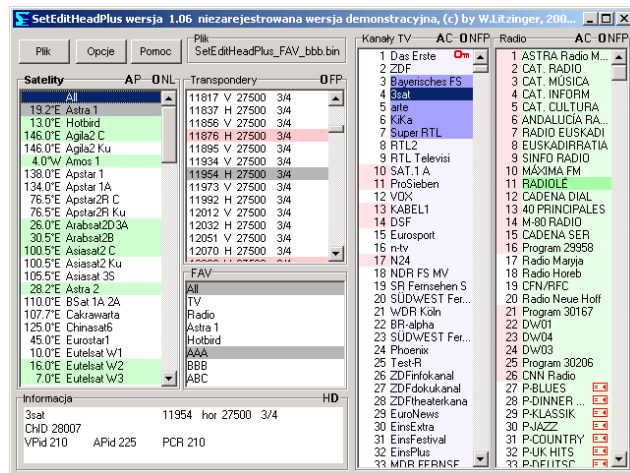 SetEditHeadPlus wersja 1.06 niezarejestrowana wersja demonstracyjna, (c) by W.Litzinger, 200...
Plik
Opcje
Pomoc
Plik
SetEditHeadPlus_FAV_bbb.bin
Satelity AP ONL
All
19.2°E Astra 1
13.0°E Hotbird
146.0°E Agila2 C
146.0°E Agila2 Ku
4.0°W Amos 1
138.0°E Apstar 1
134.0°E Apstar 1A
76.5°E Apstar2R C
76.5°E Apstar2R Ku
26.0°E Arabsat2D3A
30.5°E Arabsat2B
100.5°E Asiasat2 C
100.5°E Asiasat2 Ku
105.5°E Asiasat 3S
28.2°E Astra 2
110.0°E BSat 1A 2A
107.7°E Cakrawarta
125.0°E Chinasat6
45.0°E Eurostar1
10.0°E Eutelsat W1
16.0°E Eutelsat W2
7.0°E Eutelsat W3
Transpondery OFP
11817 V 27500 3/4
11837 H 27500 3/4
11856 V 27500 3/4
11876 H 27500 3/4
11895 V 27500 3/4
11934 V 27500 3/4
11954 H 27500 3/4
11973 V 27500 3/4
11992 H 27500 3/4
12012 V 27500 3/4
12032 H 27500 3/4
12051 V 27500 3/4
12070 H 27500 3/4
FAV
All
TV
Radio
Astra 1
Hotbird
AAA
BBB
ABC
Informacja HD
3sat 11954 hor 27500 3/4
ChID 28007
VPid 210 APid 225 PCR 210
Kanały TV AC ONFP
1 Das Erste
2 ZDF
3 Bayerisches FS
4 3sat
5 arte
6 KiKa
7 Super RTL
8 RTL2
9 RTL Televisi
10 SAT.1 A
11 ProSieben
12 VOX
13 KABEL1
14 DSF
15 Eurosport
16 n-tv
17 N24
18 NDR FS MV
19 SR Fernsehen S
20 SÜDWEST Fer...
21 WDR Köln
22 BR-alpha
23 SÜDWEST Fer...
24 Phoenix
25 Test-R
26 ZDFinfokanal
27 ZDFdokukanal
28 ZDFtheaterkana
29 EuroNews
30 EinsExtra
31 EinsFestival
32 EinsPlus
33 MDR FERNSE
Radio AC ONFP
1 ASTRA Radio M...
2 CAT. RADIO
3 CAT. MÚSICA
4 CAT. INFORM
5 CAT. CULTURA
6 ANDALUCÍA RA...
7 RADIO EUSKADI
8 EUSKADIRRATIA
9 SINFO RADIO
10 MÁXIMA FM
11 RADIOLÉ
12 CADENA DIAL
13 40 PRINCIPALES
14 M-80 RADIO
15 CADENA SER
16 Program 29958
17 Radio Maryja
18 Radio Horeb
19 CFN/RFC
20 Radio Neue Hoff
21 Program 30167
22 DW01
23 DW04
24 DW03
25 Program 30206
26 CNN Radio
27 P-BLUES
28 P-DINNER ...
29 P-KLASSIK
30 P-JAZZ
31 P-COUNTRY
32 P-UK HITS
33 P-DEUTSC